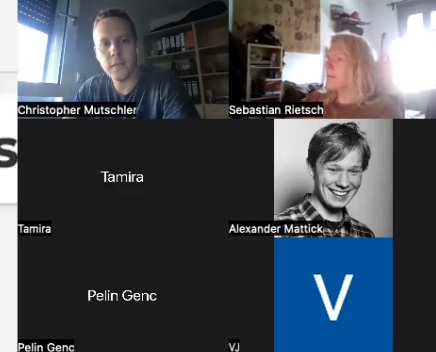 s
Christopher Mutschler
Sebastian Rietsch
Tamira
Tamira
Alexander Mattick
Pelin Genc
V
Pelin Genc
VJ